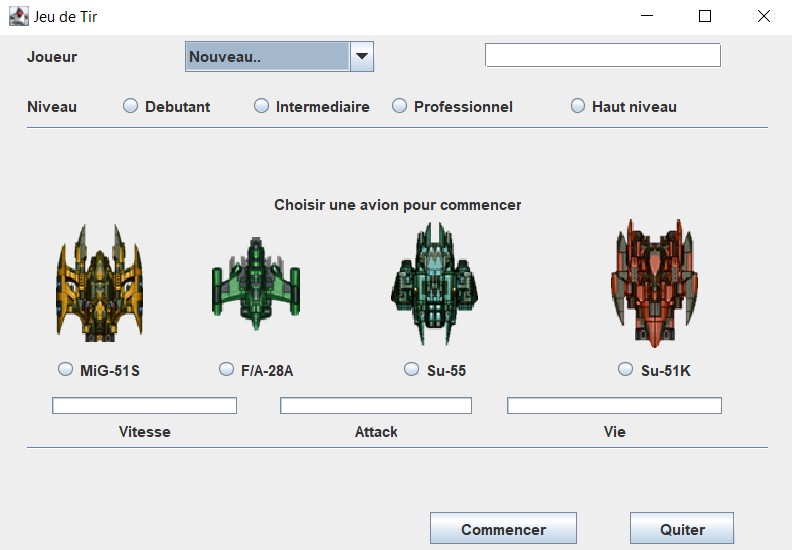 Jeu de Tir
Joueur Nouveau..
Niveau Debutant Intermediaire Professionnel Haut niveau
Choisir une avion pour commencer
MiG-51S F/A-28A Su-55 Su-51K
Vitesse Attack Vie
Commencer Quiter